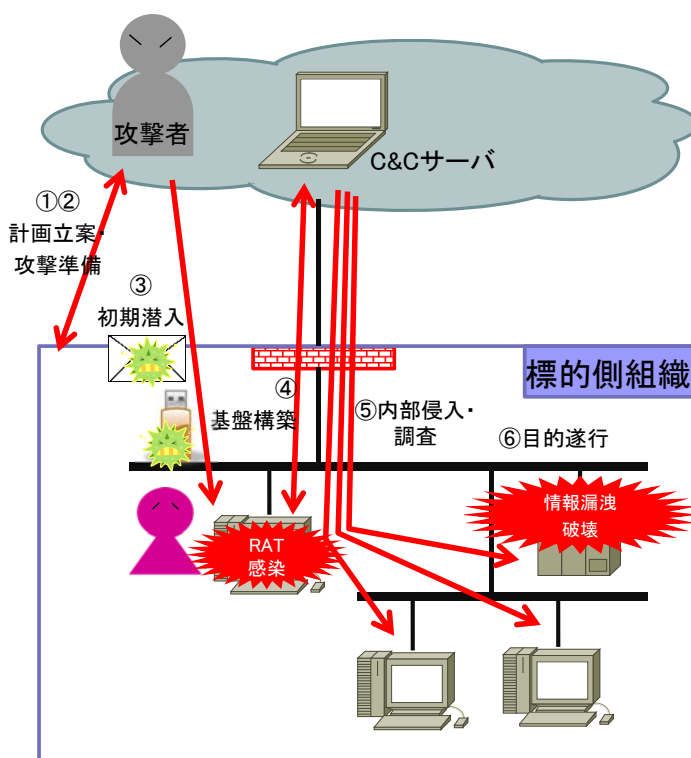 攻撃者
C&Cサーバ
①②
計画立案・
攻撃準備
③
初期潜入
標的側組織
④
基盤構築
⑤内部侵入・
調査
⑥目的遂行
情報漏洩
破壊
RAT
感染